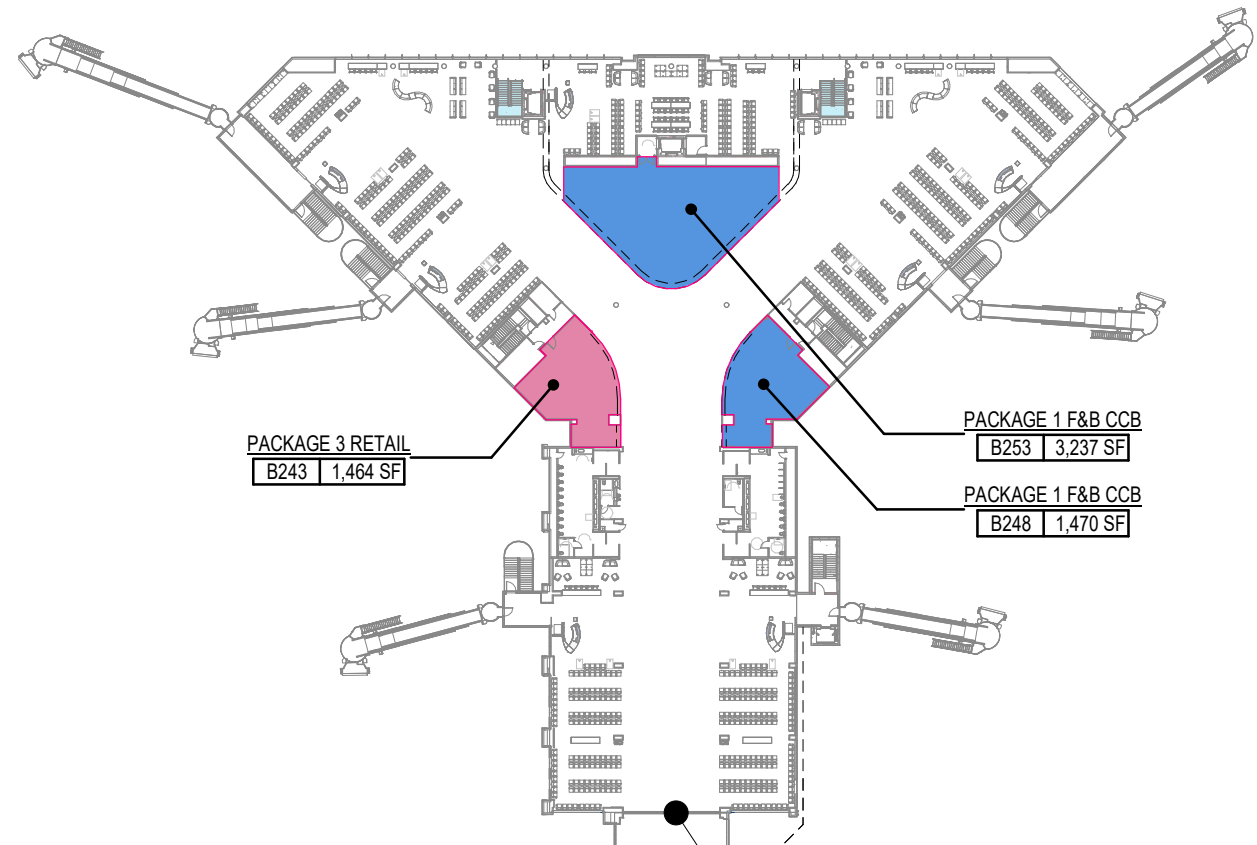 PACKAGE 3 RETAIL
B243 1,464 SF
PACKAGE 1 F&B CCB
B253 3,237 SF
PACKAGE 1 F&B CCB
B248 1,470 SF